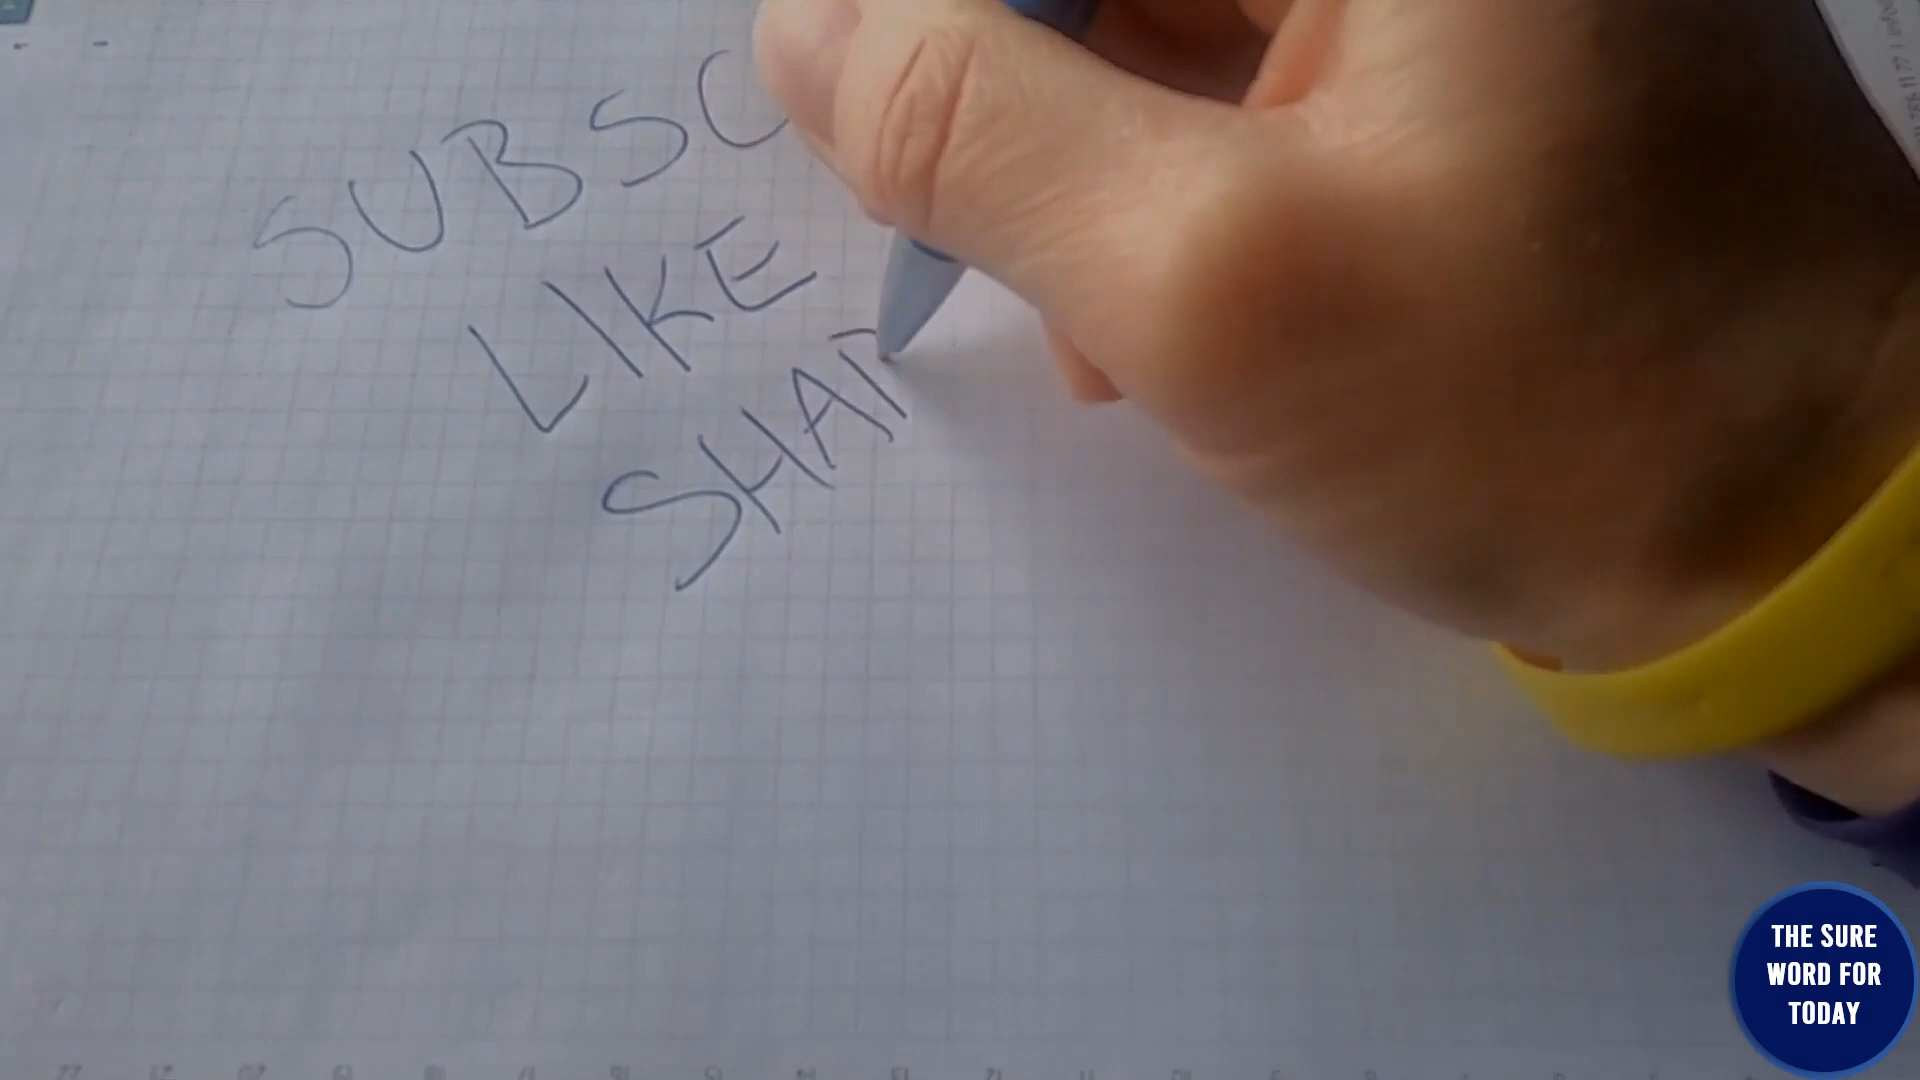 SUBSC
LIKE
SHAR
THE SURE
WORD FOR
TODAY